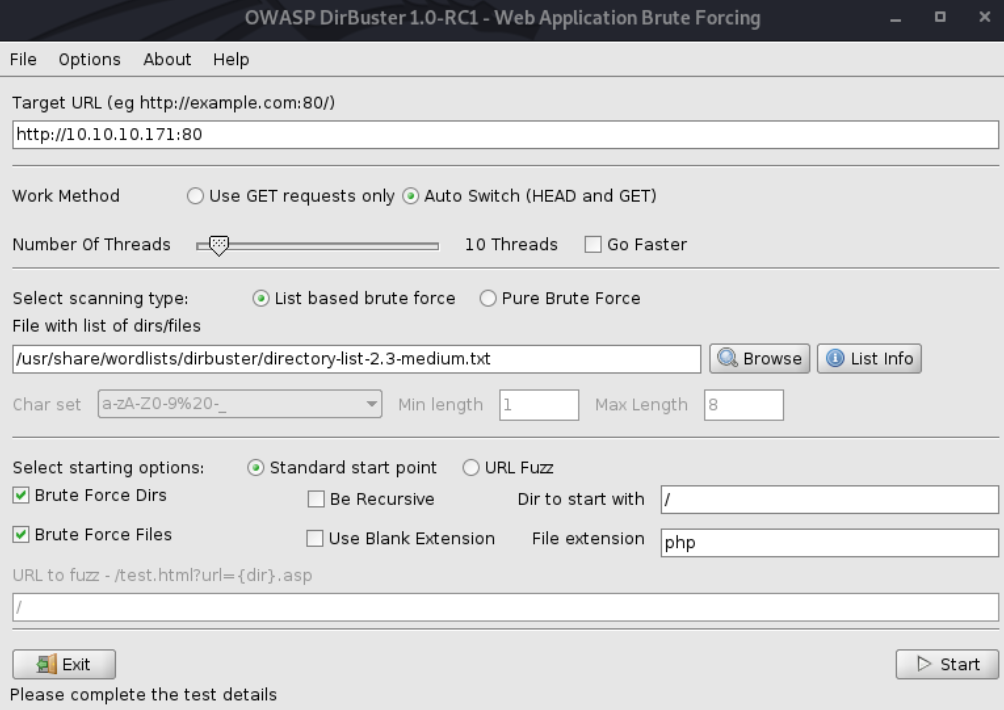 OWASP DirBuster 1.0-RC1 - Web Application Brute Forcing
File Options About Help
Target URL (eg http://example.com:80/)
http://10.10.10.171:80
Work Method Use GET requests only Auto Switch (HEAD and GET)
Number Of Threads 10 Threads Go Faster
Select scanning type: List based brute force Pure Brute Force
File with list of dirs/files
/usr/share/wordlists/dirbuster/directory-list-2.3-medium.txt Browse List Info
Char set a-zA-Z0-9%20-_ Min length 1 Max Length 8
Select starting options: Standard start point URL Fuzz
Brute Force Dirs Be Recursive Dir to start with /
Brute Force Files Use Blank Extension File extension php
URL to fuzz - /test.html?url={dir}.asp
/
Exit Start
Please complete the test details